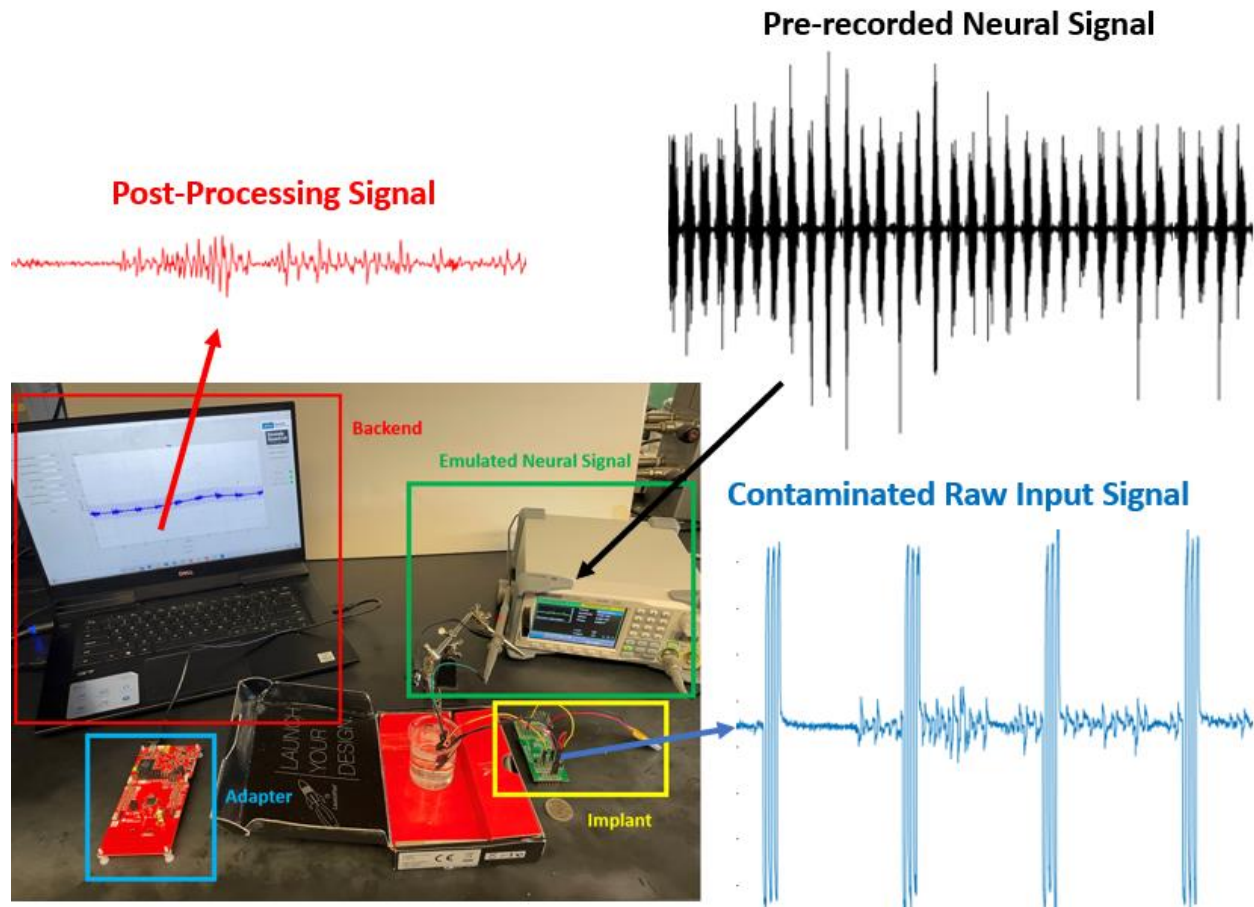 Pre-recorded Neural Signal
Post-Processing Signal
Backend
Emulated Neural Signal
Contaminated Raw Input Signal
DELL
LAUNCH
YOUR
DESIGN
Adapter
Implant